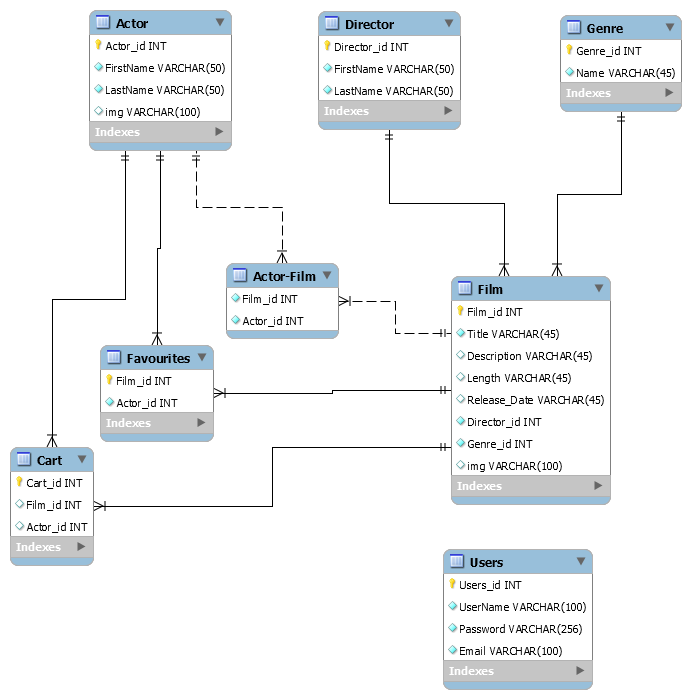 Actor
Actor_id INT
FirstName VARCHAR(50)
LastName VARCHAR(50)
img VARCHAR(100)
Indexes
Director
Director_id INT
FirstName VARCHAR(50)
LastName VARCHAR(50)
Indexes
Genre
Genre_id INT
Name VARCHAR(45)
Indexes
Actor-Film
Film_id INT
Actor_id INT
Film
Film_id INT
Title VARCHAR(45)
Description VARCHAR(45)
Length VARCHAR(45)
Release_Date VARCHAR(45)
Director_id INT
Genre_id INT
img VARCHAR(100)
Indexes
Favourites
Film_id INT
Actor_id INT
Indexes
Cart
Cart_id INT
Film_id INT
Actor_id INT
Indexes
Users
Users_id INT
UserName VARCHAR(100)
Password VARCHAR(256)
Email VARCHAR(100)
Indexes